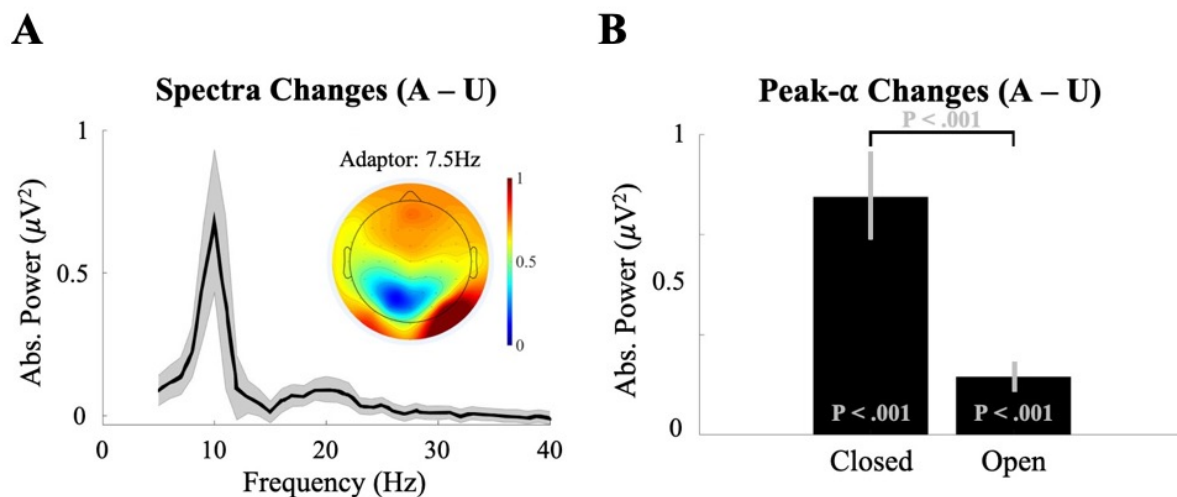 A
Spectra Changes (A – U)
1
0.5
0
Abs. Power (μV²)
Adaptor: 7.5Hz
1
0.5
0
0
10
20
30
40
Frequency (Hz)
B
Peak-α Changes (A – U)
P < .001
1
0.5
0
Abs. Power (μV²)
P < .001
P < .001
Closed
Open